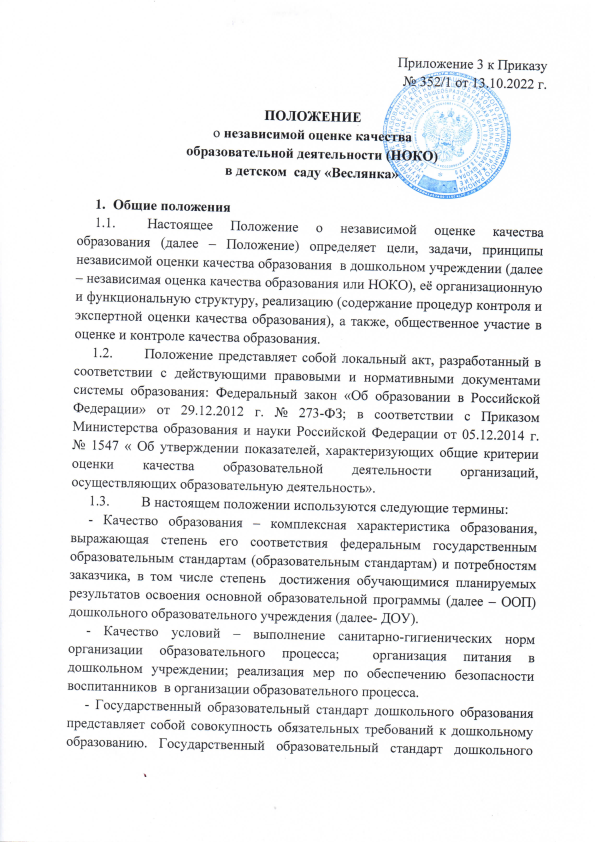 Приложение 3 к Приказу
№ 352/1 от 13.10.2022 г.
ПОЛОЖЕНИЕ
о независимой оценке качества
образовательной деятельности (НОКО)
в детском саду «Веслянка»
1. Общие положения
1.1. Настоящее Положение о независимой оценке качества
образования (далее – Положение) определяет цели, задачи, принципы
независимой оценки качества образования в дошкольном учреждении (далее
– независимая оценка качества образования или НОКО), её организационную
и функциональную структуру, реализацию (содержание процедур контроля и
экспертной оценки качества образования), а также, общественное участие в
оценке и контроле качества образования.
1.2. Положение представляет собой локальный акт, разработанный в
соответствии с действующими правовыми и нормативными документами
системы образования: Федеральный закон «Об образовании в Российской
Федерации» от 29.12.2012 г. № 273-ФЗ; в соответствии с Приказом
Министерства образования и науки Российской Федерации от 05.12.2014 г.
№ 1547 « Об утверждении показателей, характеризующих общие критерии
оценки качества образовательной деятельности организаций,
осуществляющих образовательную деятельность».
1.3. В настоящем положении используются следующие термины:
- Качество образования – комплексная характеристика образования,
выражающая степень его соответствия федеральным государственным
образовательным стандартам (образовательным стандартам) и потребностям
заказчика, в том числе степень достижения обучающимися планируемых
результатов освоения основной образовательной программы (далее – ООП)
дошкольного образовательного учреждения (далее- ДОУ).
- Качество условий – выполнение санитарно-гигиенических норм
организации образовательного процесса; организация питания в
дошкольном учреждении; реализация мер по обеспечению безопасности
воспитанников в организации образовательного процесса.
- Государственный образовательный стандарт дошкольного образования
представляет собой совокупность обязательных требований к дошкольному
образованию. Государственный образовательный стандарт дошкольного